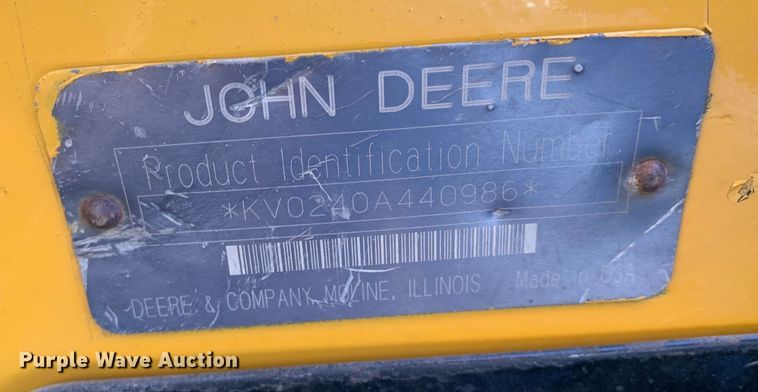 JOHN DEERE
Product Identification Number
*KV0240A440986*
DEERE & COMPANY MOLINE, ILLINOIS Made in USA
Purple Wave Auction